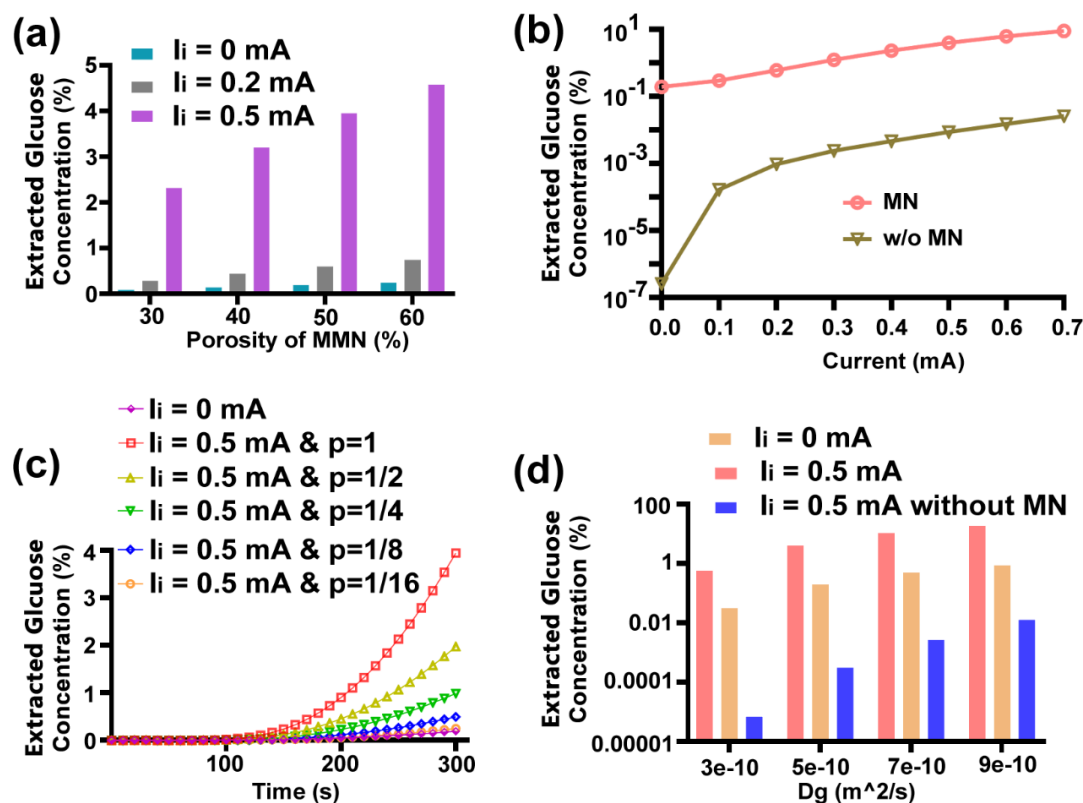 (a)
Ii = 0 mA
Ii = 0.2 mA
Ii = 0.5 mA
Extracted Glcuose
Concentration (%)
5
4
3
2
1
0
30 40 50 60
Porosity of MMN (%)
(b)
Extracted Glcuose
Concentration (%)
10^1
10^-1
10^-3
10^-5
10^-7
MN
w/o MN
0.0 0.1 0.2 0.3 0.4 0.5 0.6 0.7
Current (mA)
(c)
Ii = 0 mA
Ii = 0.5 mA & p=1
Ii = 0.5 mA & p=1/2
Ii = 0.5 mA & p=1/4
Ii = 0.5 mA & p=1/8
Ii = 0.5 mA & p=1/16
Extracted Glcuose
Concentration (%)
4
3
2
1
0
100 200 300
Time (s)
(d)
Ii = 0 mA
Ii = 0.5 mA
Ii = 0.5 mA without MN
Extracted Glcuose
Concentration (%)
100
1
0.01
0.0001
0.00001
3e-10 5e-10 7e-10 9e-10
Dg (m^2/s)